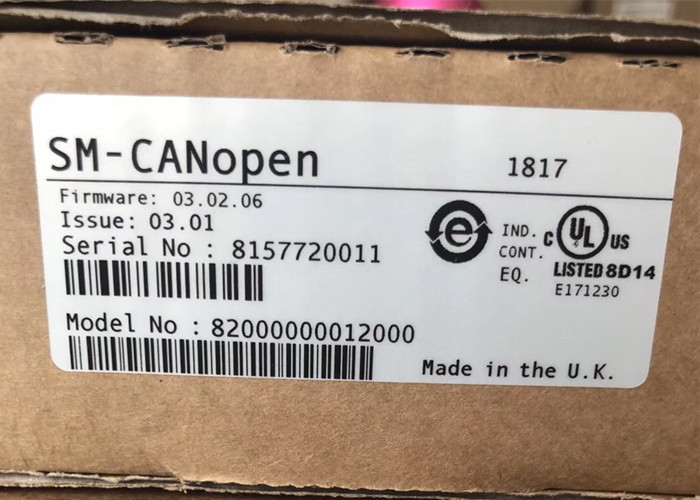 SM-CANopen
1817
Firmware: 03.02.06
Issue: 03.01
Serial No : 8157720011
Model No : 82000000012000
e
IND.
CONT.
EQ.
C UL US
LISTED 8D14
E171230
Made in the U.K.